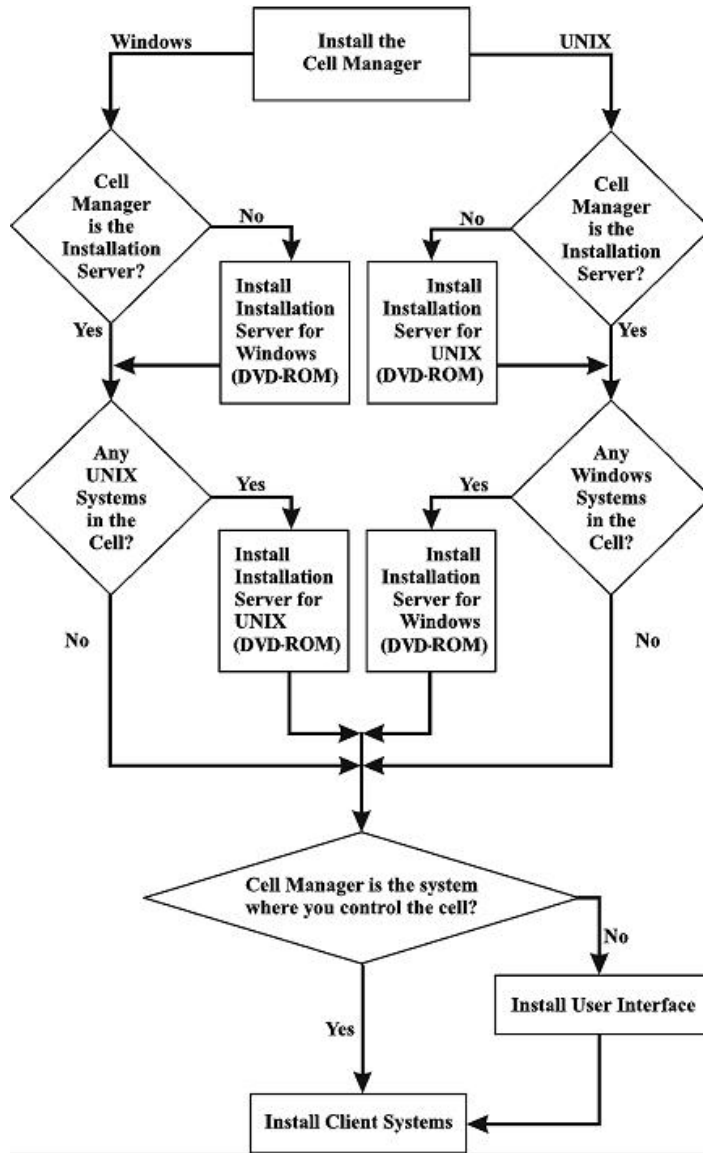 Windows
Install the
Cell Manager
UNIX
Cell
Manager
is the
Installation
Server?
No
Yes
Install
Installation
Server for
Windows
(DVD-ROM)
Cell
Manager
is the
Installation
Server?
No
Yes
Install
Installation
Server for
UNIX
(DVD-ROM)
Any
UNIX
Systems
in the
Cell?
Yes
No
Install
Installation
Server for
UNIX
(DVD-ROM)
Any
Windows
Systems
in the
Cell?
Yes
No
Install
Installation
Server for
Windows
(DVD-ROM)
Cell Manager is the system
where you control the cell?
No
Install User Interface
Yes
Install Client Systems